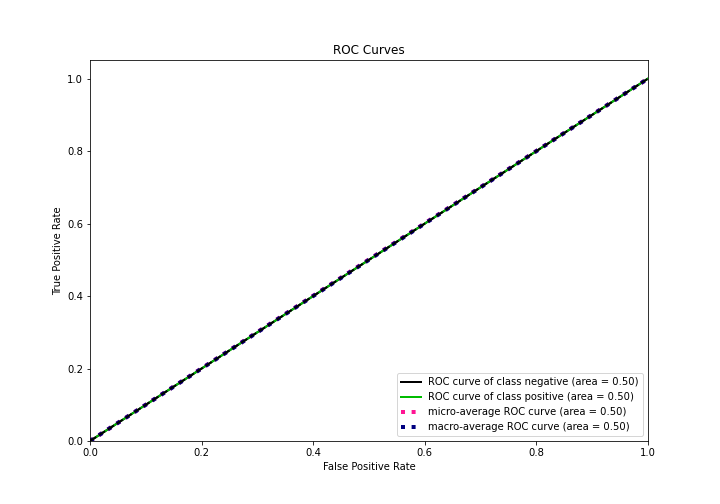 ROC Curves
True Positive Rate
1.0
0.8
0.6
0.4
0.2
0.0
ROC curve of class negative (area = 0.50)
ROC curve of class positive (area = 0.50)
micro-average ROC curve (area = 0.50)
macro-average ROC curve (area = 0.50)
0.0 0.2 0.4 0.6 0.8 1.0
False Positive Rate